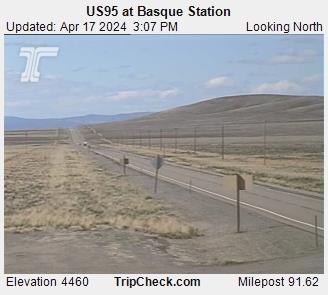 US95 at Basque Station
Updated: Apr 17 2024 3:07 PM Looking North
Elevation 4460 TripCheck.com Milepost 91.62